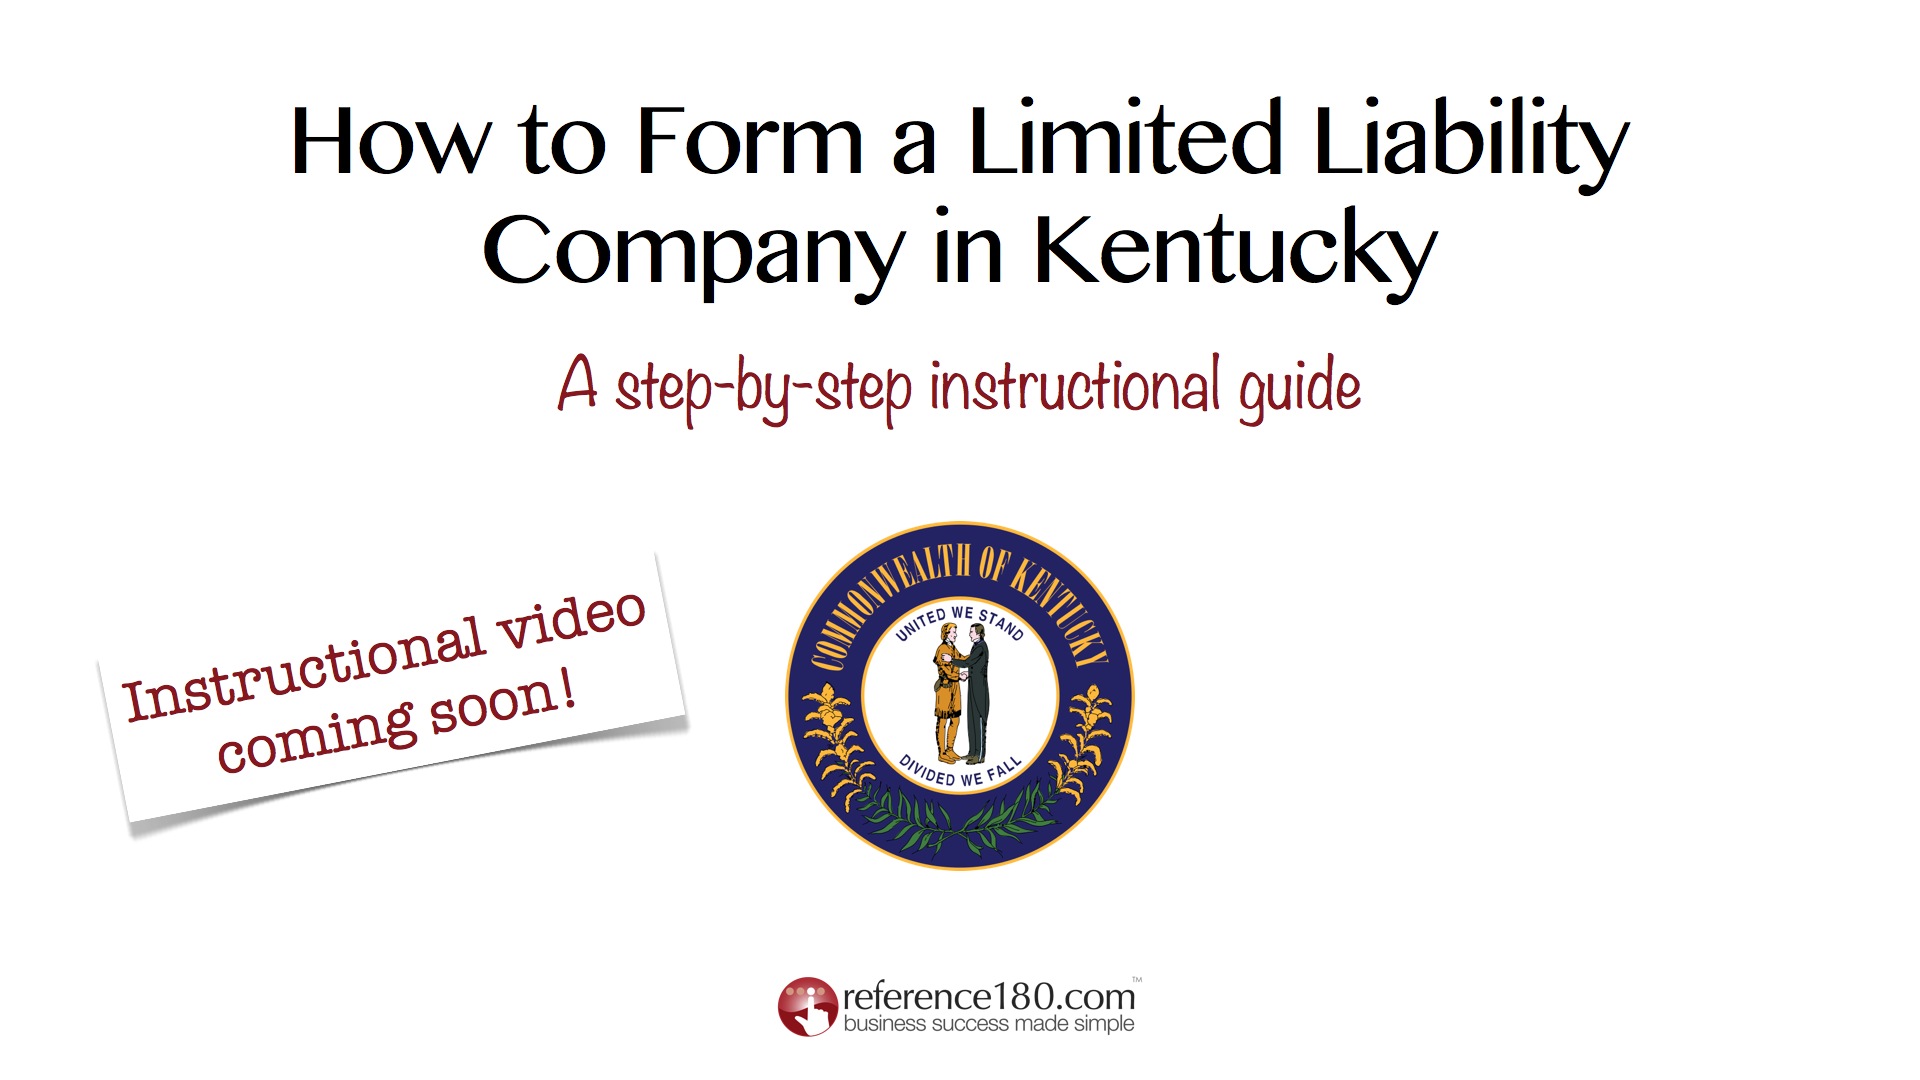 How to Form a Limited Liability
Company in Kentucky
A step-by-step instructional guide
Instructional video
coming soon!
COMMONWEALTH OF KENTUCKY
UNITED WE STAND
DIVIDED WE FALL
reference180.com™
business success made simple